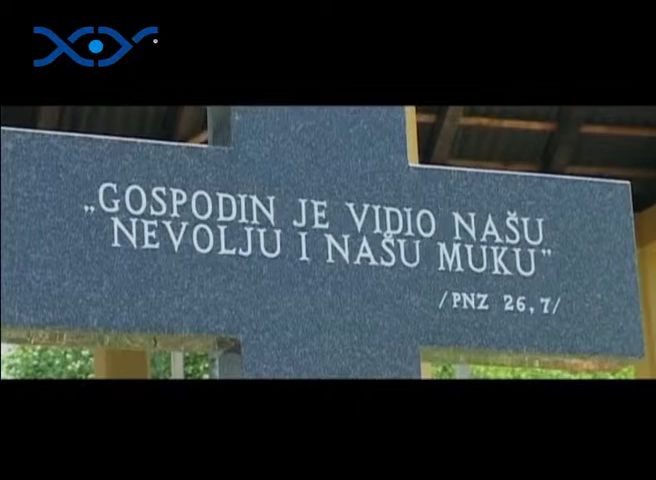 „GOSPODIN JE VIDIO NAŠU
NEVOLJU I NAŠU MUKU"
/PNZ 26,7/